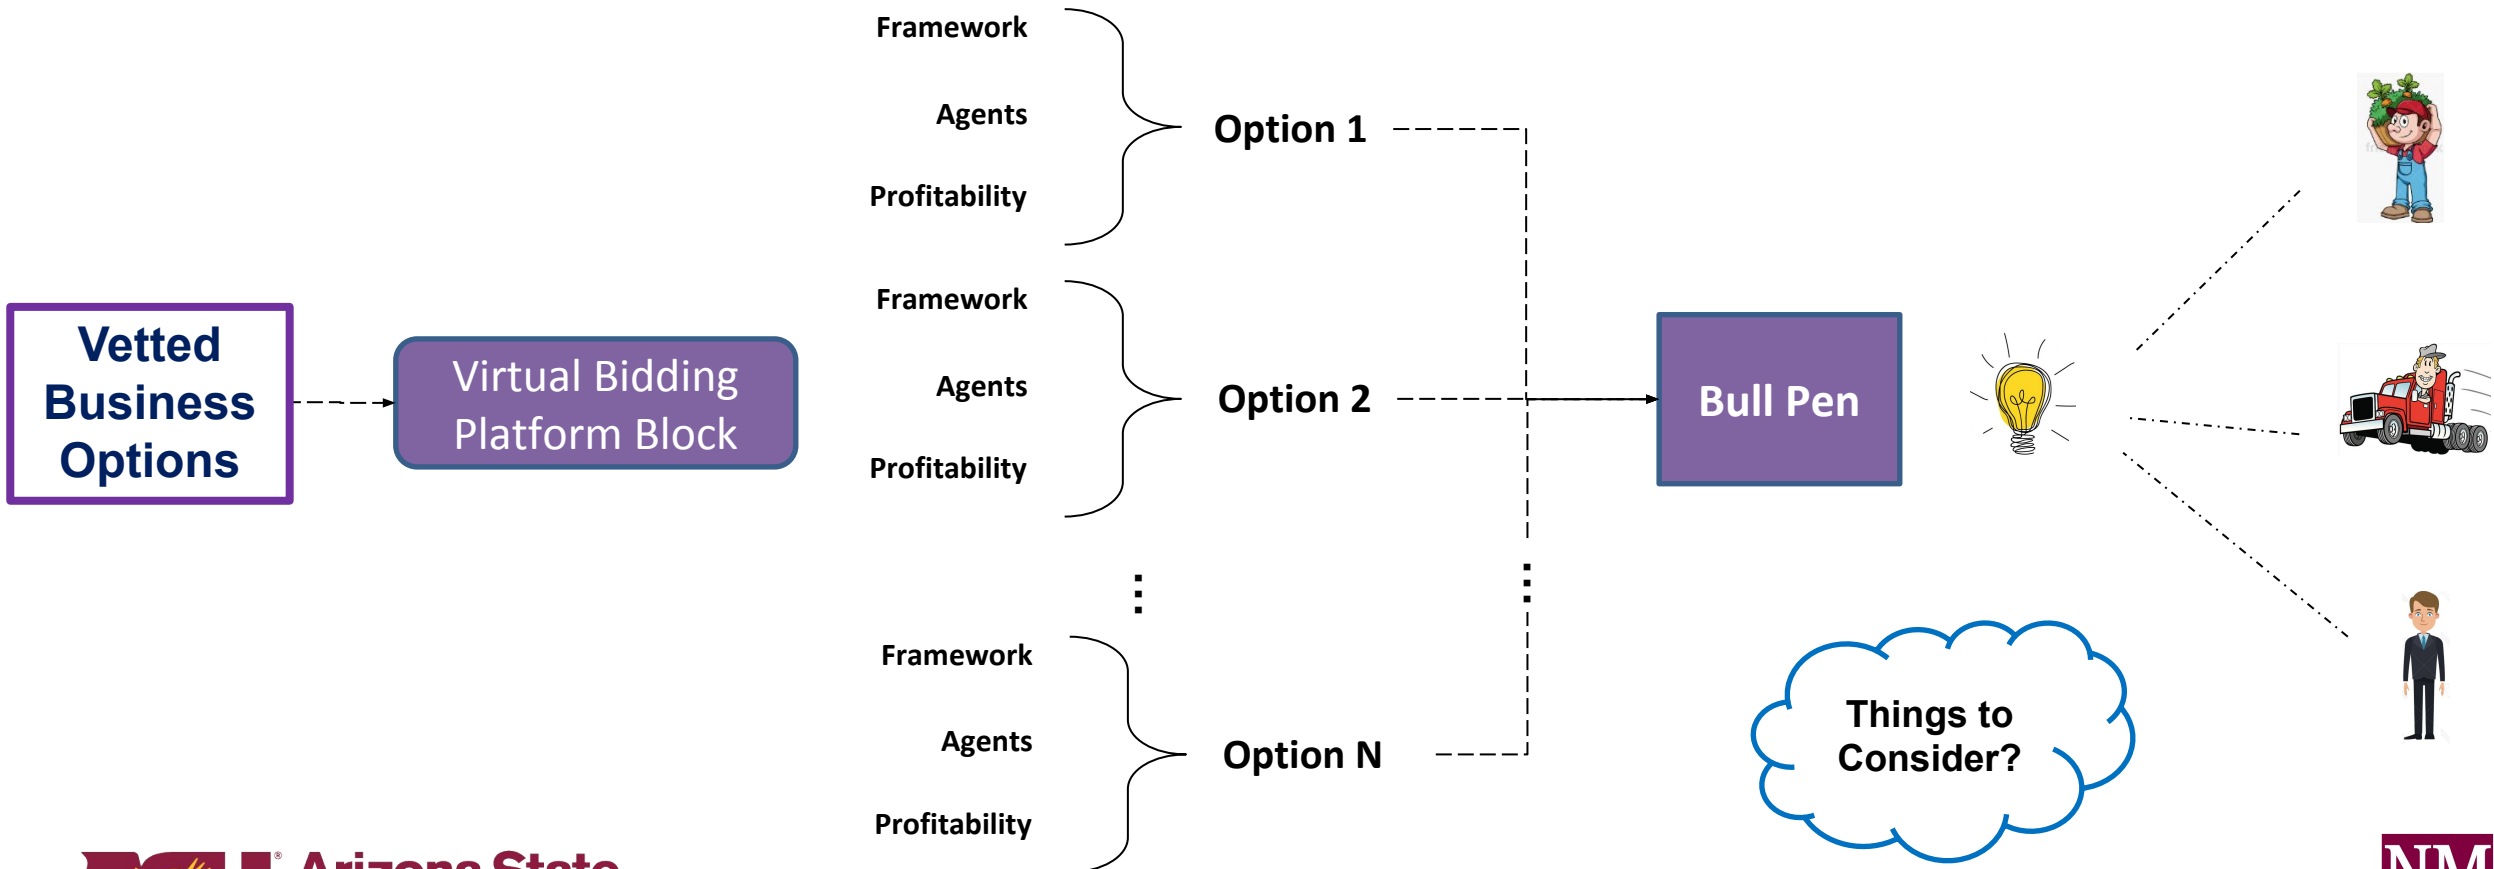 Framework
Agents
Profitability
Option 1
Vetted
Business
Options
Virtual Bidding
Platform Block
Framework
Agents
Profitability
Option 2
Bull Pen
Framework
Agents
Profitability
Option N
Things to
Consider?
Arizona State
NM